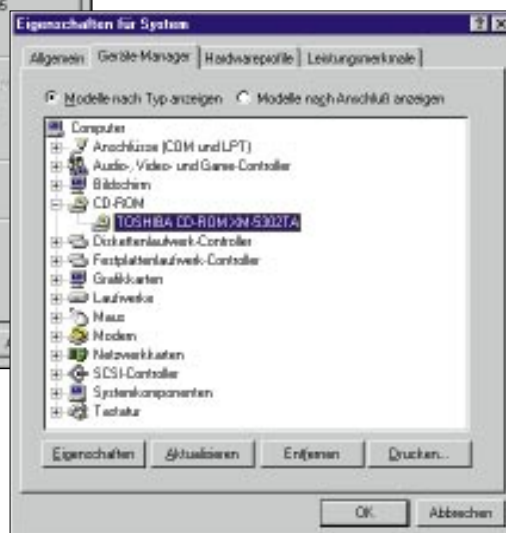 Eigenschaften für System
Allgemein Geräte-Manager Hardwareprofile Leistungsmerkmale
Modelle nach Typ anzeigen Modelle nach Anschluß anzeigen
Computer
Anschlüsse (COM und LPT)
Audio-, Video- und Game-Controller
Bildschirm
CD-ROM
TOSHIBA CD-ROM XM-5302TA
Diskettenlaufwerk-Controller
Festplattenlaufwerk-Controller
Grafikkarten
Laufwerke
Maus
Modem
Netzwerkkarten
SCSI-Controller
Systemkomponenten
Tastatur
Eigenschaften Aktualisieren Entfernen Drucken...
OK Abbrechen